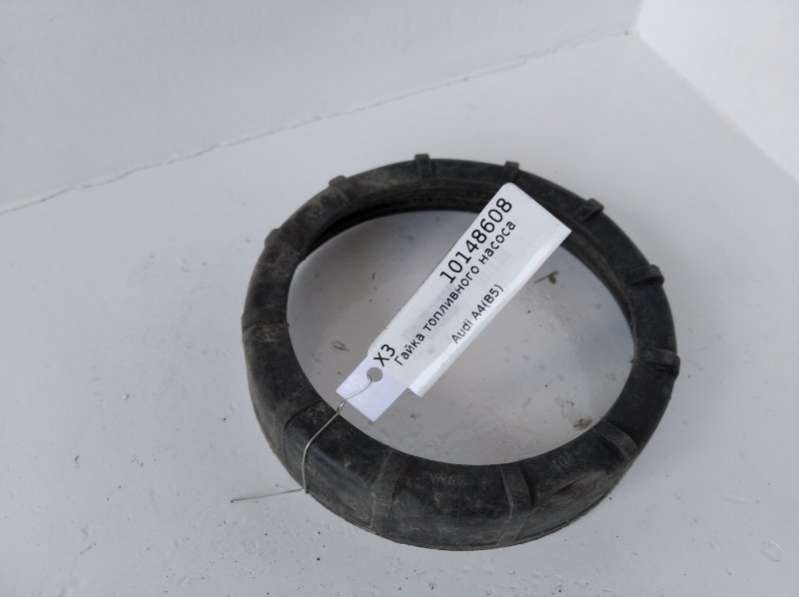 X3
10148608
Гайка топливного насоса
Audi A4(B5)